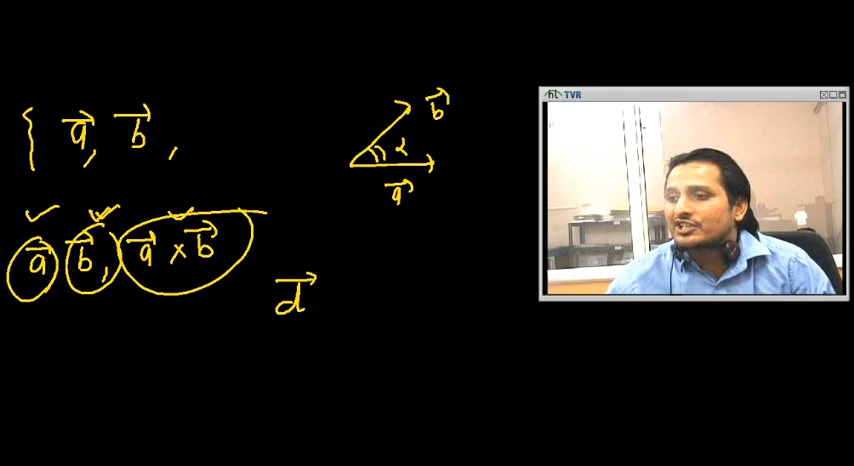 { a⃗, b⃗,
b⃗
α
a⃗
a⃗ b⃗, a⃗ × b⃗
d⃗
TVR